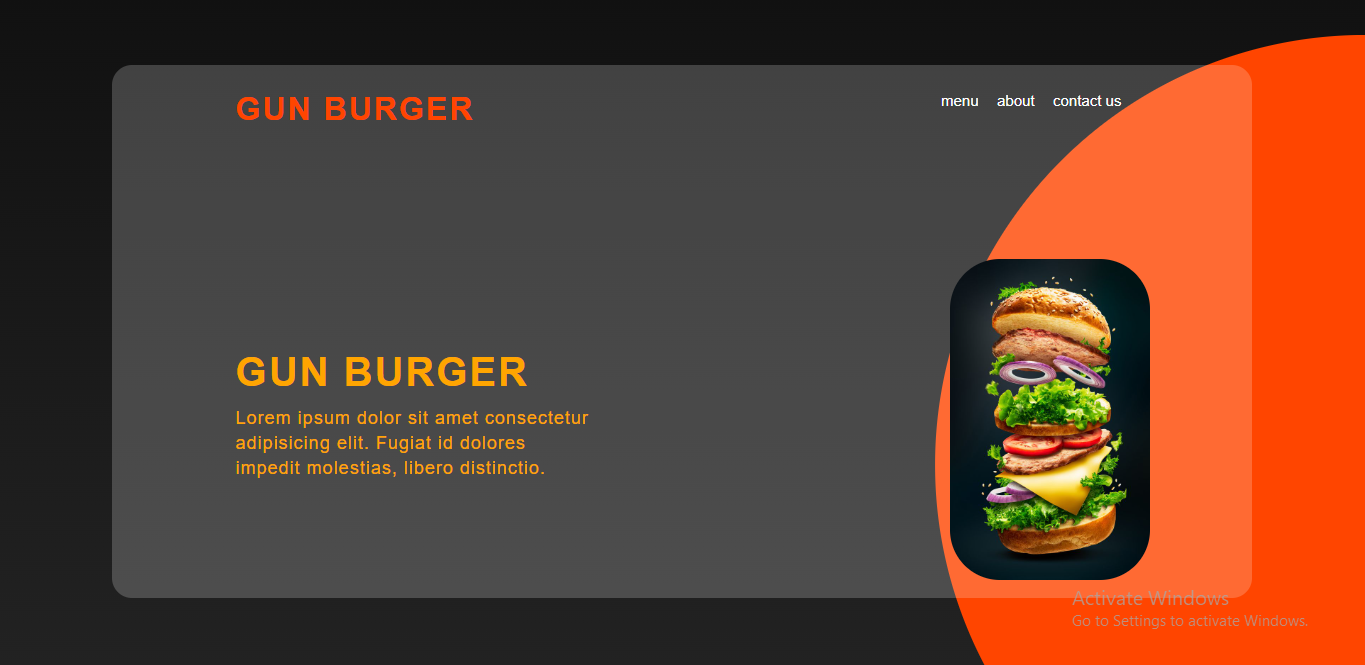 GUN BURGER
menu about contact us
GUN BURGER
Lorem ipsum dolor sit amet consectetur
adipisicing elit. Fugiat id dolores
impedit molestias, libero distinctio.
Activate Windows
Go to Settings to activate Windows.